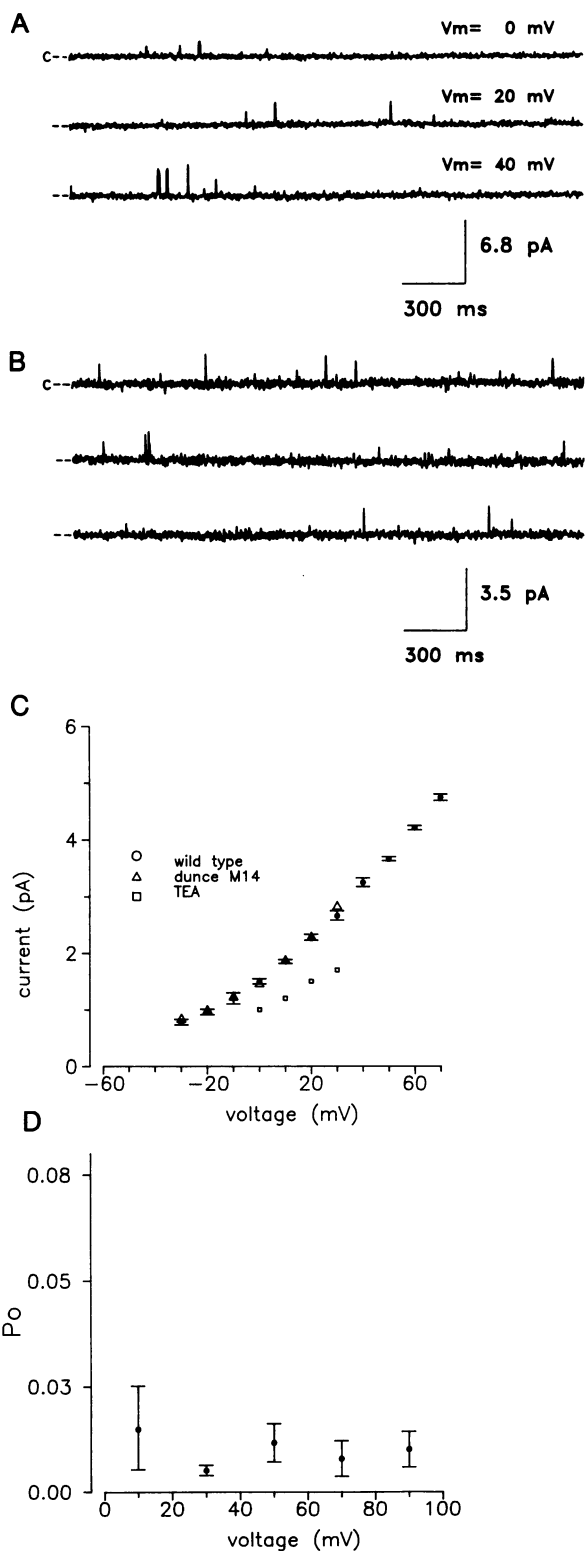 A
Vm= 0 mV
c--
Vm= 20 mV
--
Vm= 40 mV
--
6.8 pA
300 ms
B
c--
--
--
3.5 pA
300 ms
C
6
4
2
0
current (pA)
wild type
dunce M14
TEA
−60
−20
20
60
voltage (mV)
D
0.08
0.05
0.03
0.00
Po
0
20
40
60
80
100
voltage (mV)